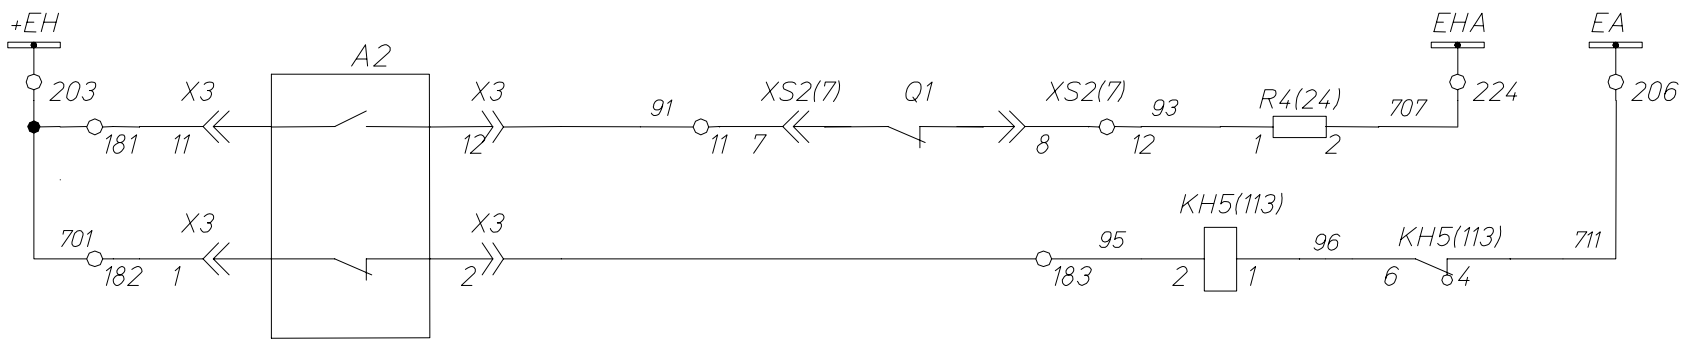 +EH EHA EA
A2
203 X3 X3 91 XS2(7) Q1 XS2(7) 93 R4(24) 707 224 206
181 11 12 11 7 8 12 1 2
X3 X3 KH5(113)
701 95 96 KH5(113) 711
182 1 2 183 2 1 6 4